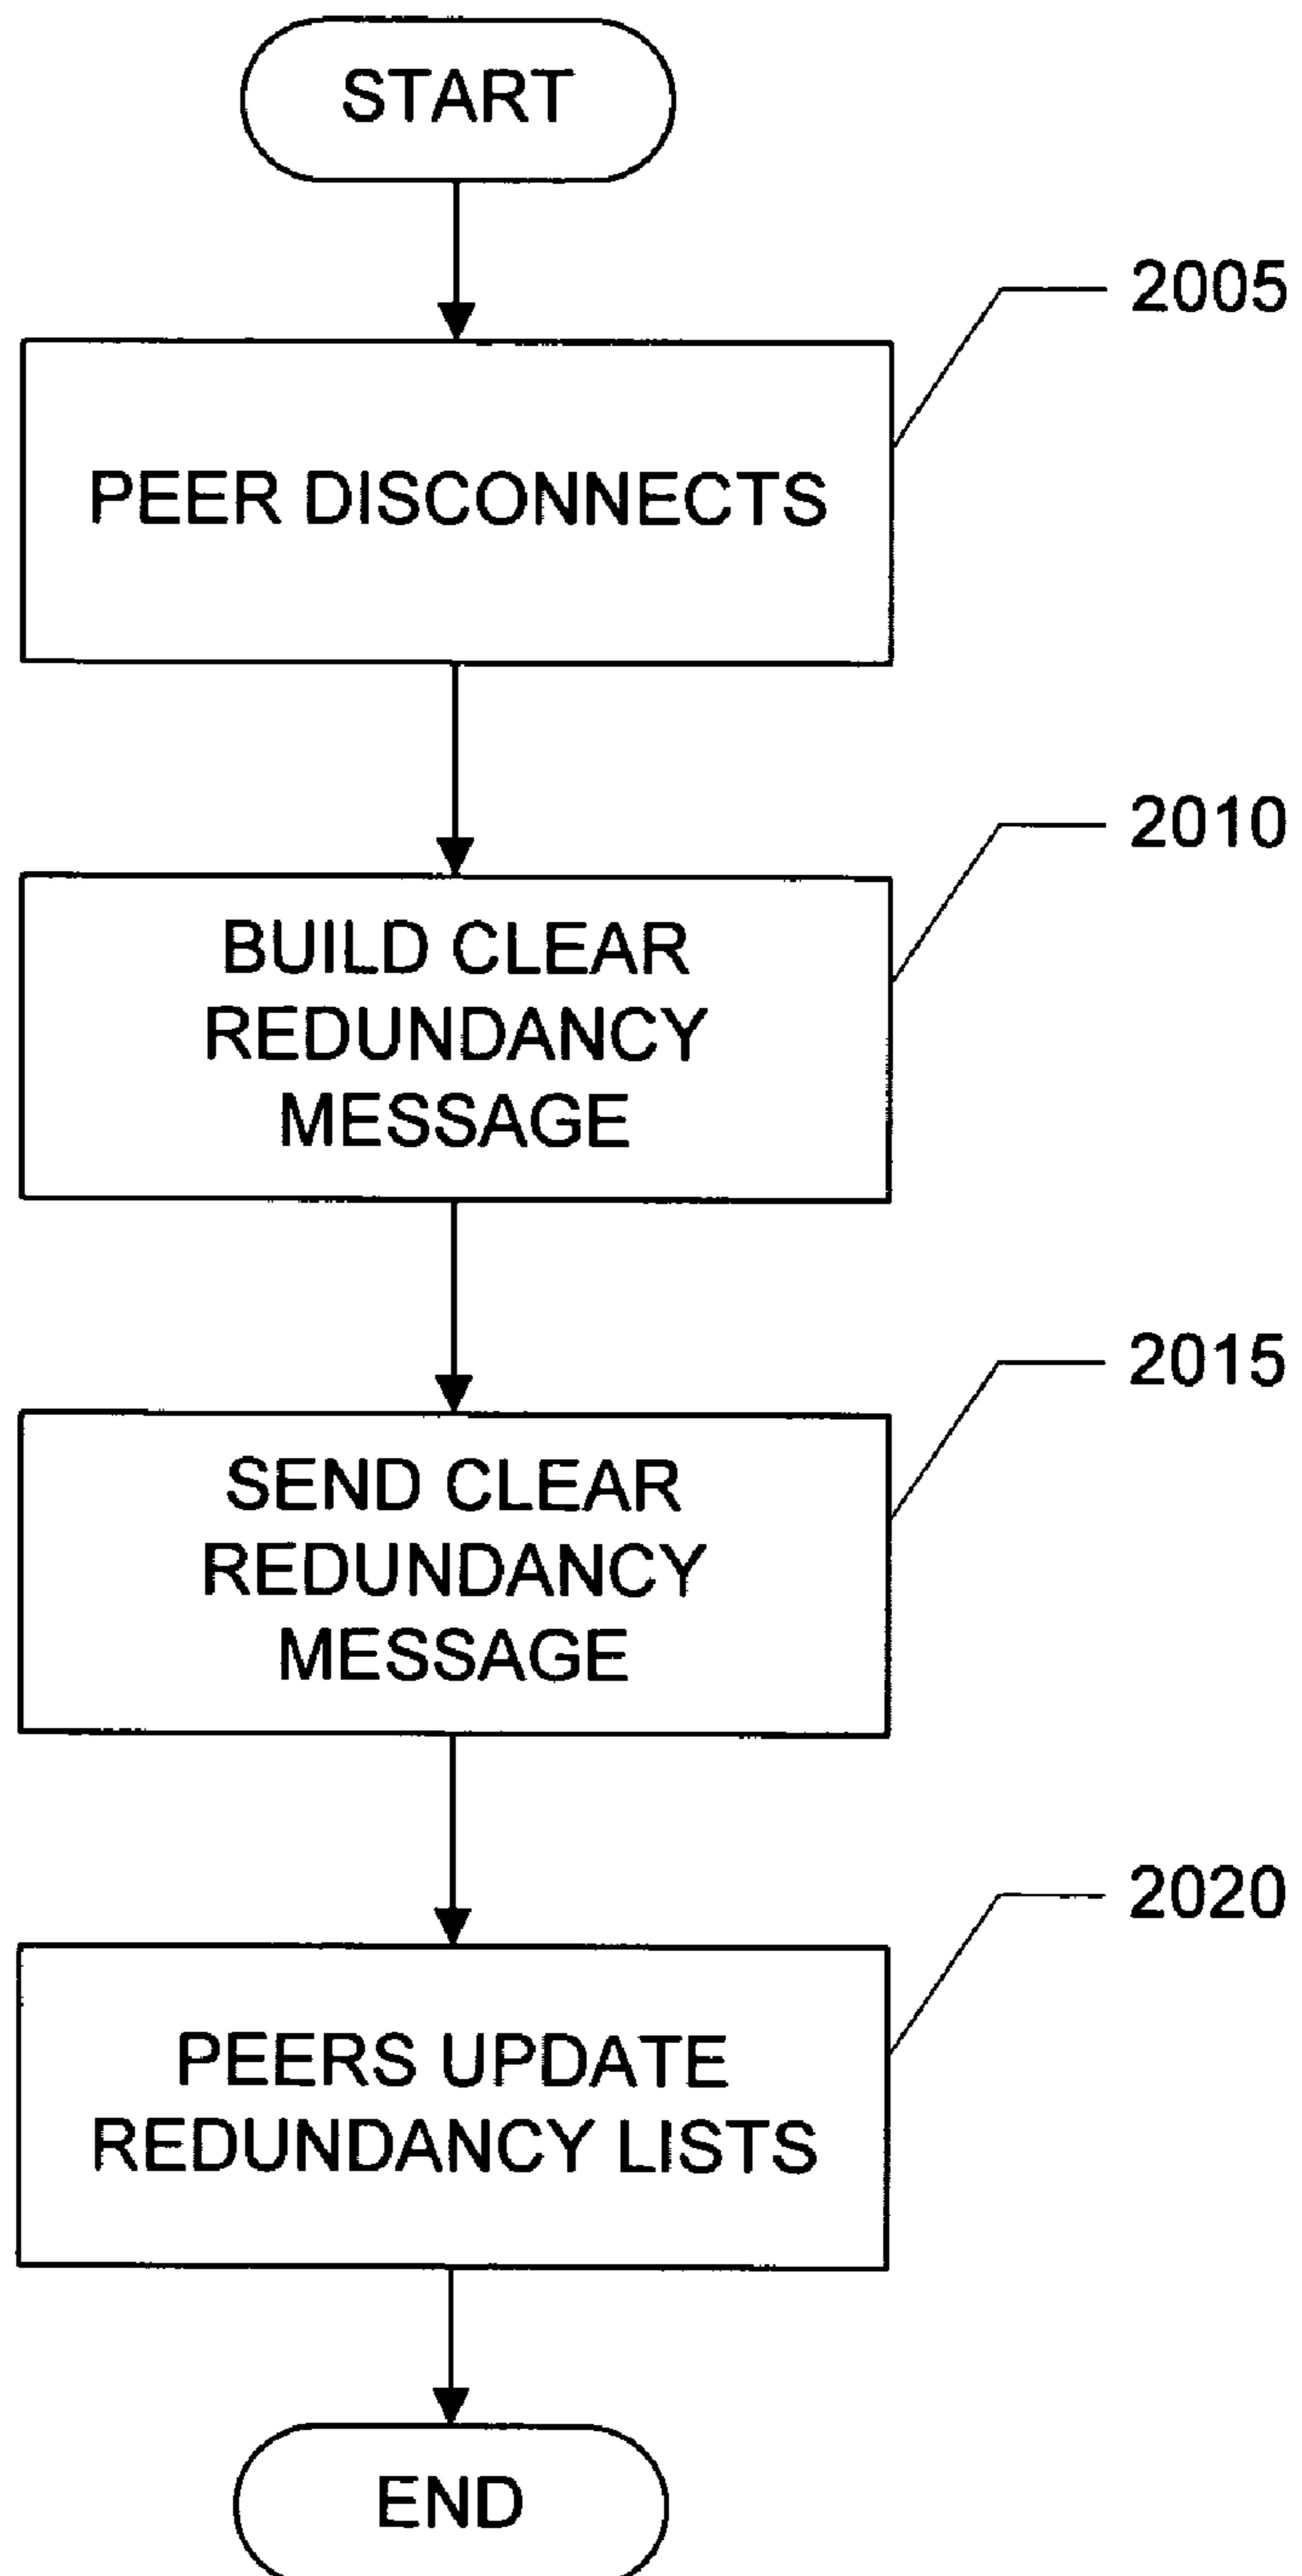 START
2005
PEER DISCONNECTS
2010
BUILD CLEAR
REDUNDANCY
MESSAGE
2015
SEND CLEAR
REDUNDANCY
MESSAGE
2020
PEERS UPDATE
REDUNDANCY LISTS
END